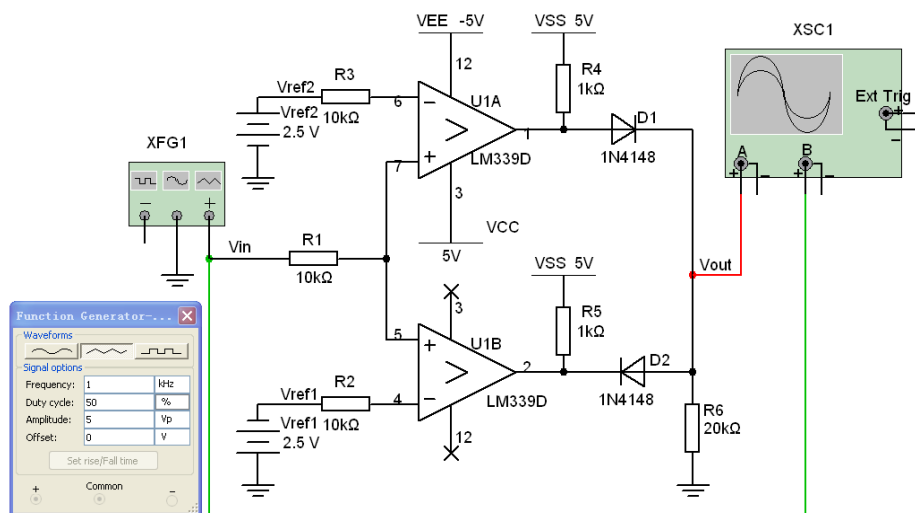 VEE -5V
VSS 5V
XSC1
12
R4
1kΩ
Ext Trig
+
−
R3
Vref2
6
U1A
D1
Vref2
2.5 V
10kΩ
1
1N4148
LM339D
A
B
+
−
+
−
XFG1
7
3
VCC
5V
−
+
Vin
R1
10kΩ
VSS 5V
Vout
3
R5
1kΩ
5
U1B
D2
2
1N4148
LM339D
Vref1
R2
4
Vref1
2.5 V
10kΩ
12
R6
20kΩ
Function Generator-...
Waveforms
Signal options
Frequency: 1 kHz
Duty cycle: 50 %
Amplitude: 5 Vp
Offset: 0 V
Set rise/Fall time
+
Common
−